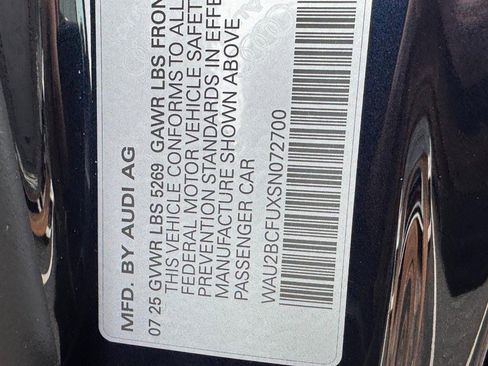 MFD. BY AUDI AG
07 25 GVWR LBS 5269 GAWR LBS FRON
THIS VEHICLE CONFORMS TO ALL
FEDERAL MOTOR VEHICLE SAFET
PREVENTION STANDARDS IN EFFE
MANUFACTURE SHOWN ABOVE
PASSENGER CAR
WAU2BCFUXSN072700